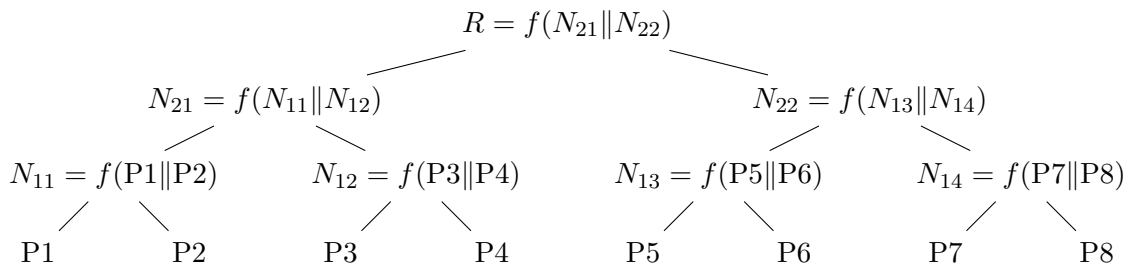 R = f(N₂₁∥N₂₂)
N₂₁ = f(N₁₁∥N₁₂) N₂₂ = f(N₁₃∥N₁₄)
N₁₁ = f(P1∥P2) N₁₂ = f(P3∥P4) N₁₃ = f(P5∥P6) N₁₄ = f(P7∥P8)
P1 P2 P3 P4 P5 P6 P7 P8